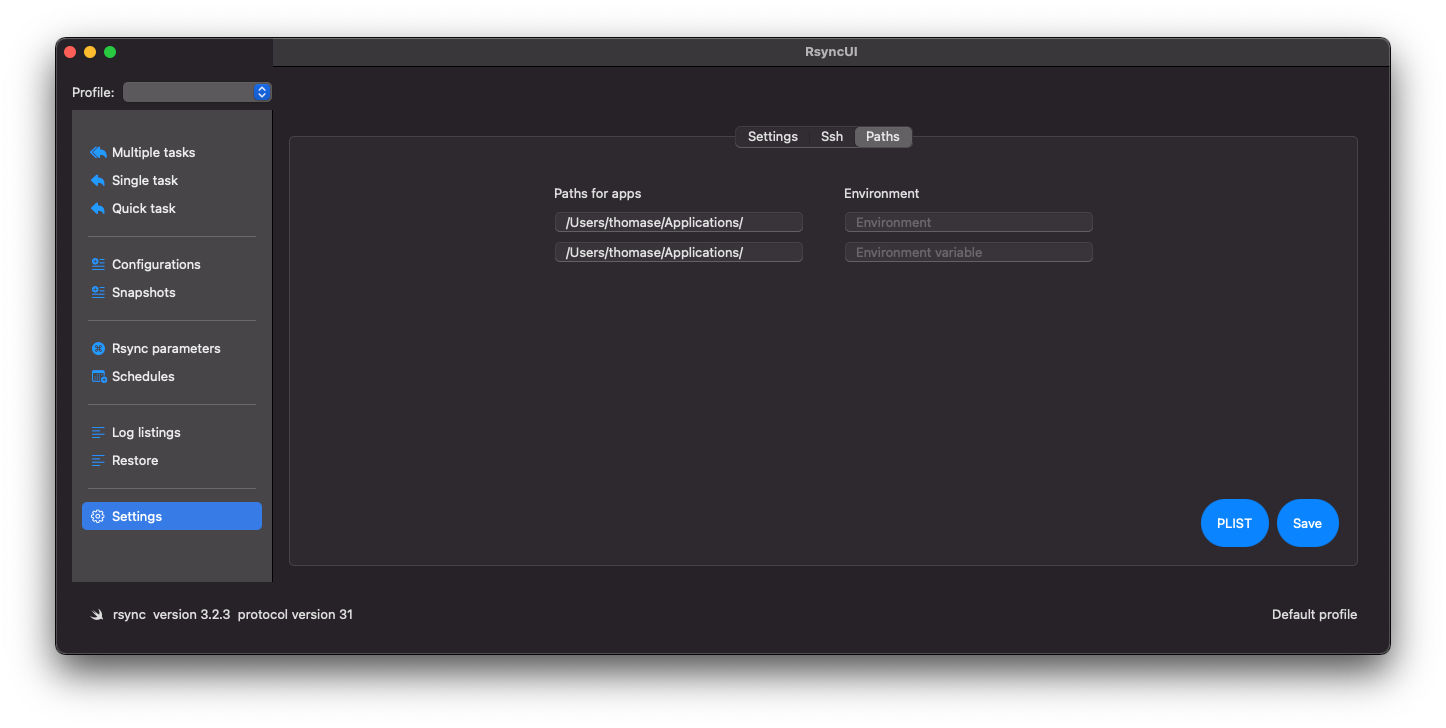 RsyncUI
Profile:
Multiple tasks
Single task
Quick task
Configurations
Snapshots
Rsync parameters
Schedules
Log listings
Restore
Settings
Settings Ssh Paths
Paths for apps Environment
/Users/thomase/Applications/ Environment
/Users/thomase/Applications/ Environment variable
PLIST Save
rsync version 3.2.3 protocol version 31
Default profile